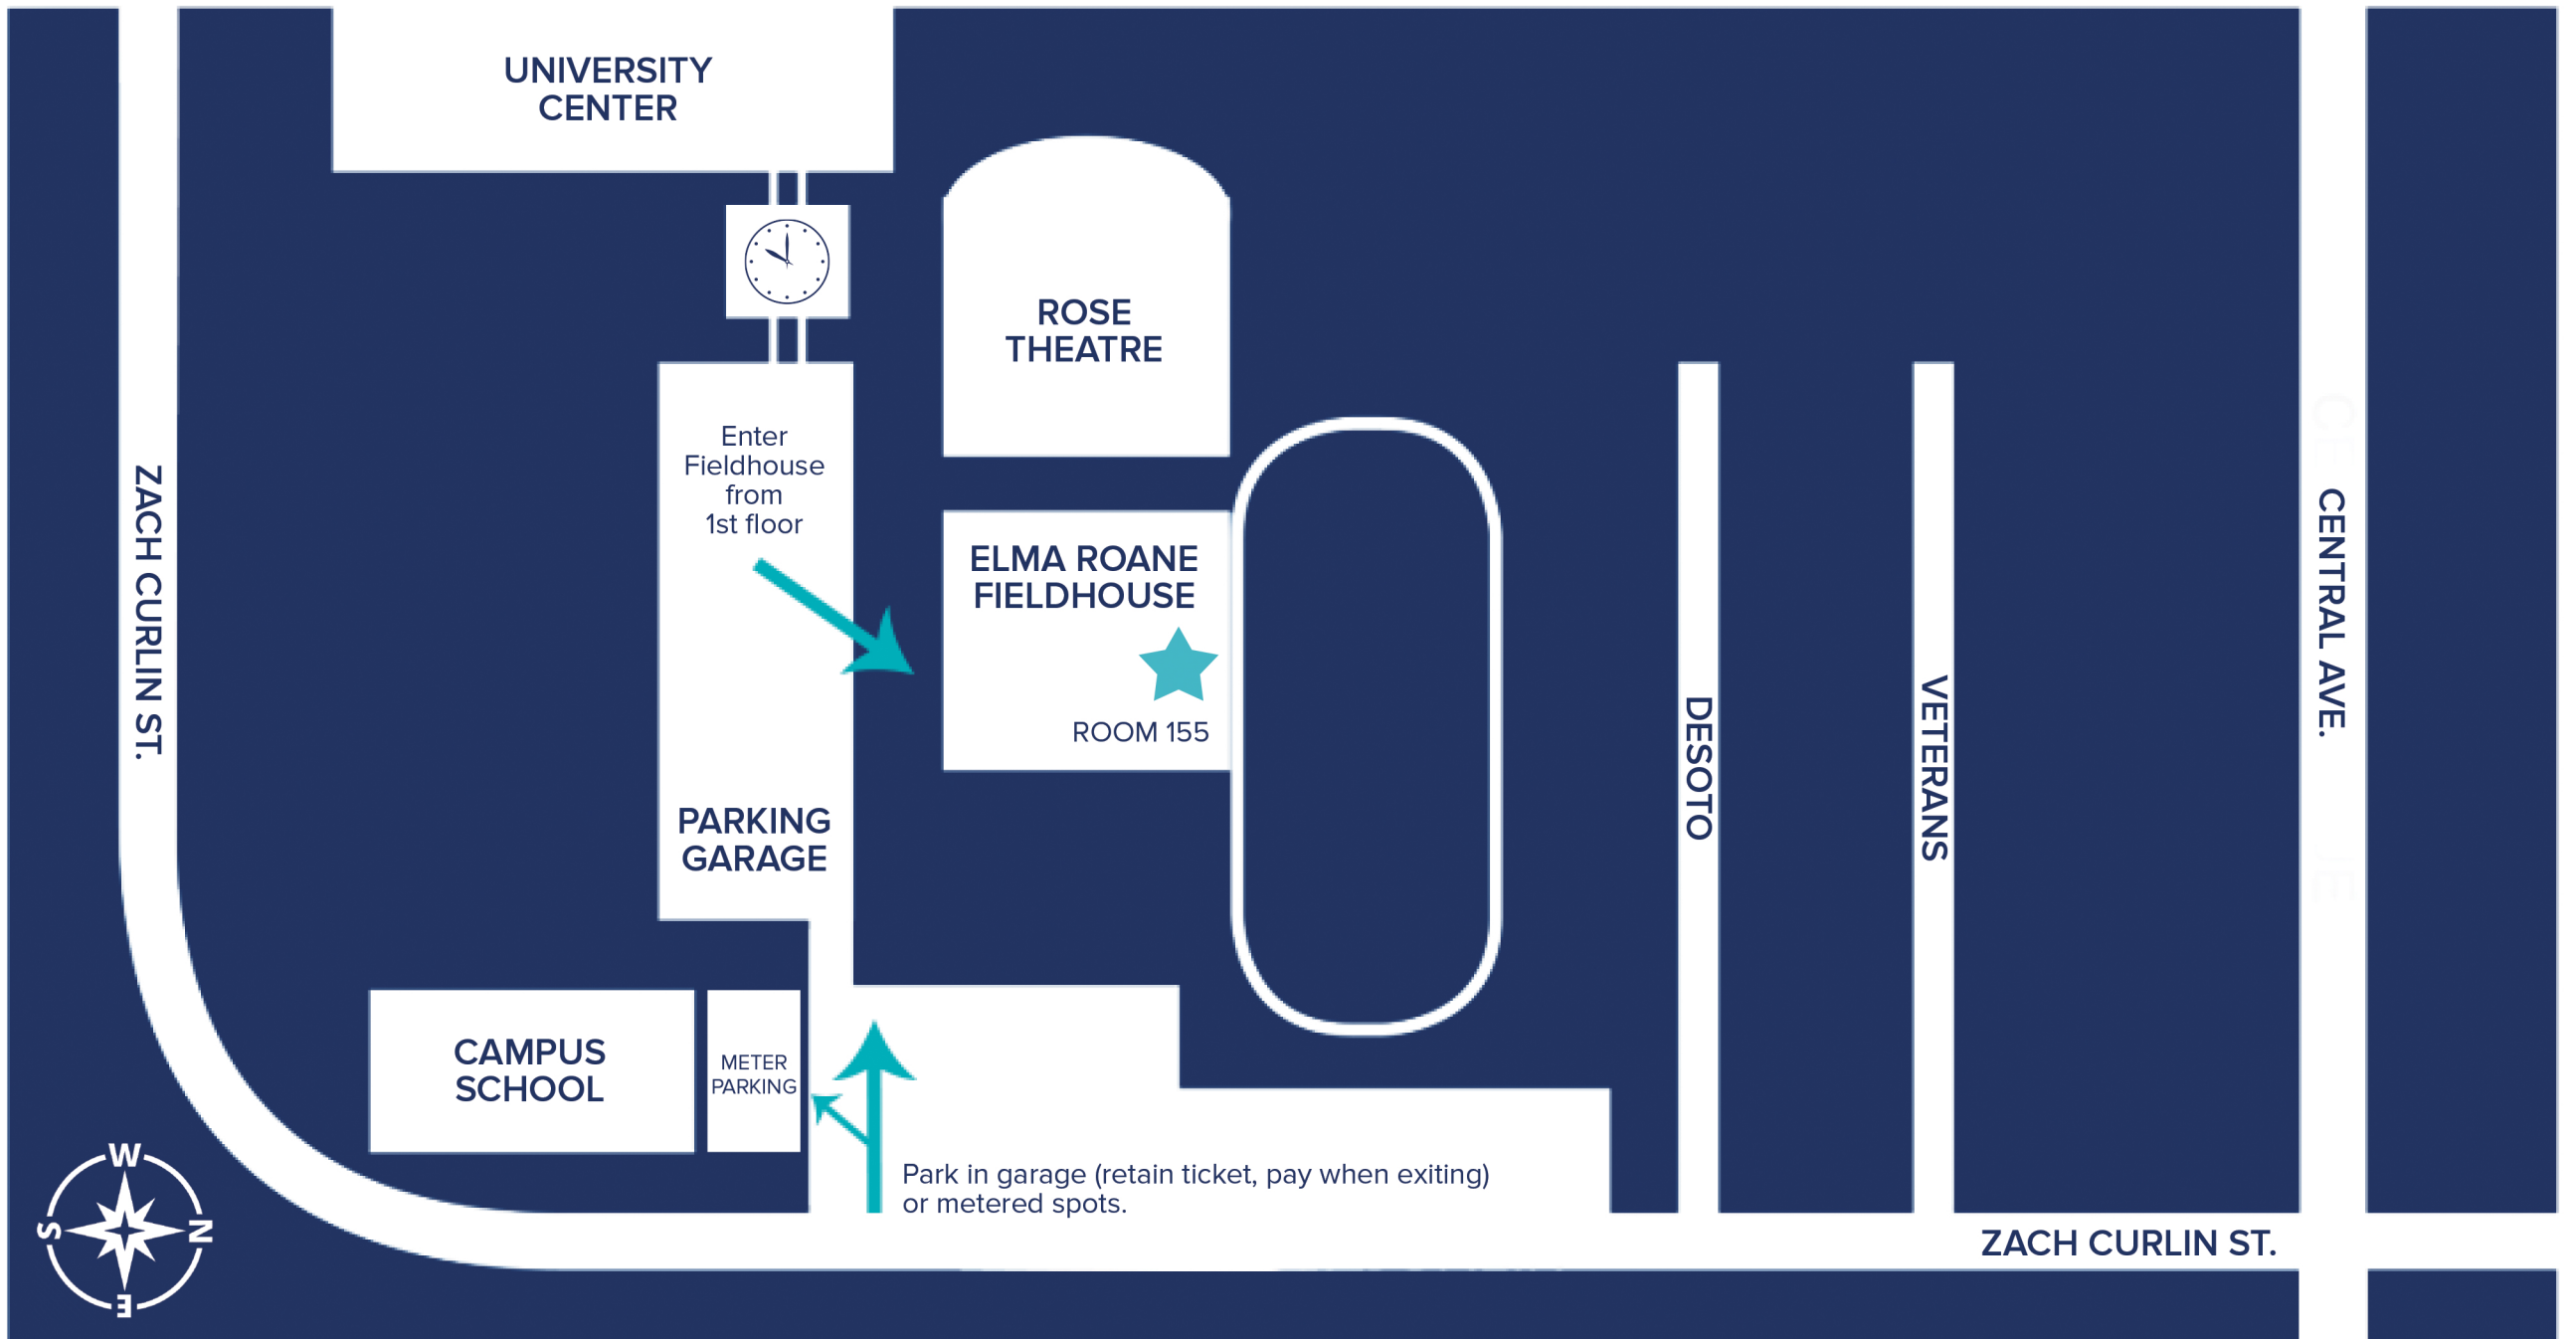 UNIVERSITY
CENTER
ROSE
THEATRE
Enter
Fieldhouse
from
1st floor
ELMA ROANE
FIELDHOUSE
ROOM 155
PARKING
GARAGE
ZACH CURLIN ST.
DESOTO
VETERANS
CENTRAL AVE.
CAMPUS
SCHOOL
METER
PARKING
Park in garage (retain ticket, pay when exiting)
or metered spots.
ZACH CURLIN ST.
W
S
N
E